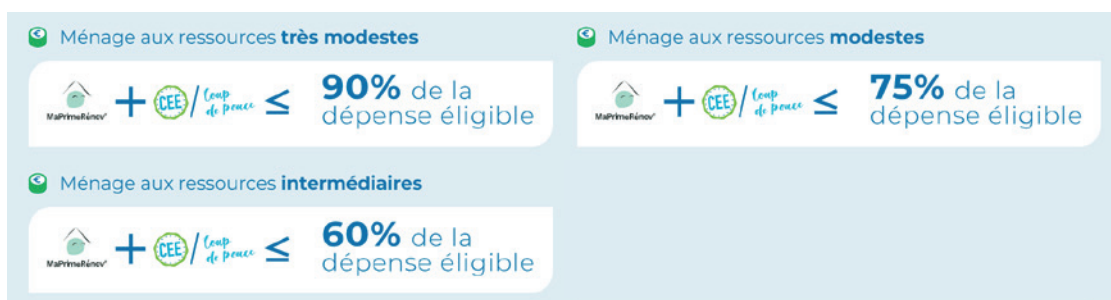 Ménage aux ressources très modestes
MaPrimeRénov'
+
CEE
/
Coup
de pouce
≤
90% de la
dépense éligible
Ménage aux ressources modestes
MaPrimeRénov'
+
CEE
/
Coup
de pouce
≤
75% de la
dépense éligible
Ménage aux ressources intermédiaires
MaPrimeRénov'
+
CEE
/
Coup
de pouce
≤
60% de la
dépense éligible